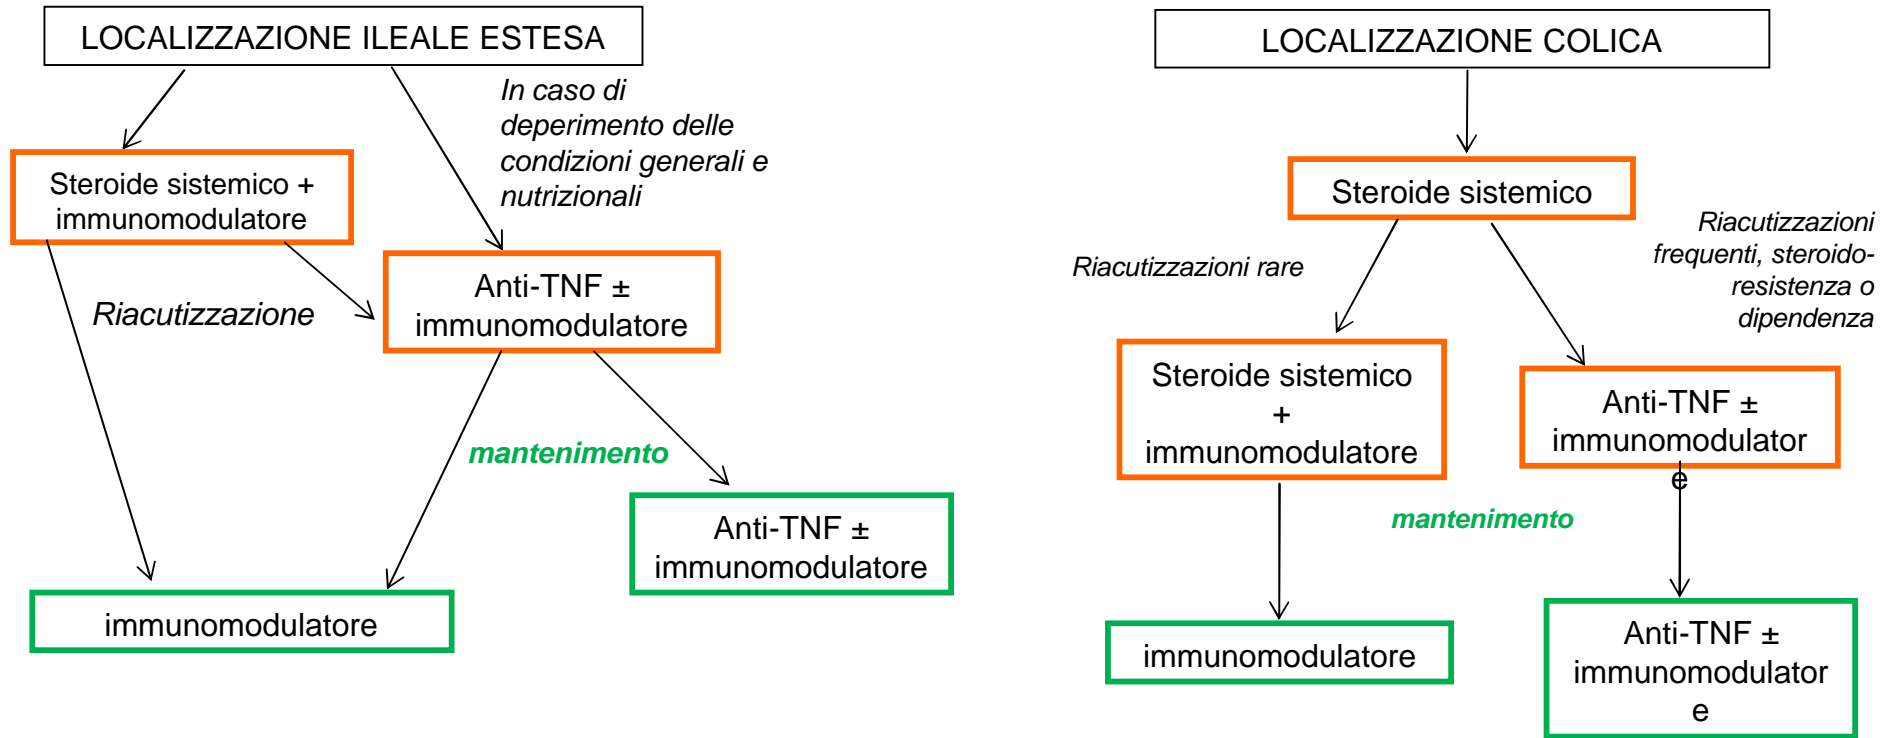 LOCALIZZAZIONE ILEALE ESTESA
In caso di
deperimento delle
condizioni generali e
nutrizionali
Steroide sistemico +
immunomodulatore
Riacutizzazione
Anti-TNF ±
immunomodulatore
mantenimento
Anti-TNF ±
immunomodulatore
immunomodulatore
LOCALIZZAZIONE COLICA
Steroide sistemico
Riacutizzazioni rare
Riacutizzazioni
frequenti, steroido-
resistenza o
dipendenza
Steroide sistemico
+
immunomodulatore
Anti-TNF ±
immunomodulator
e
mantenimento
immunomodulatore
Anti-TNF ±
immunomodulator
e